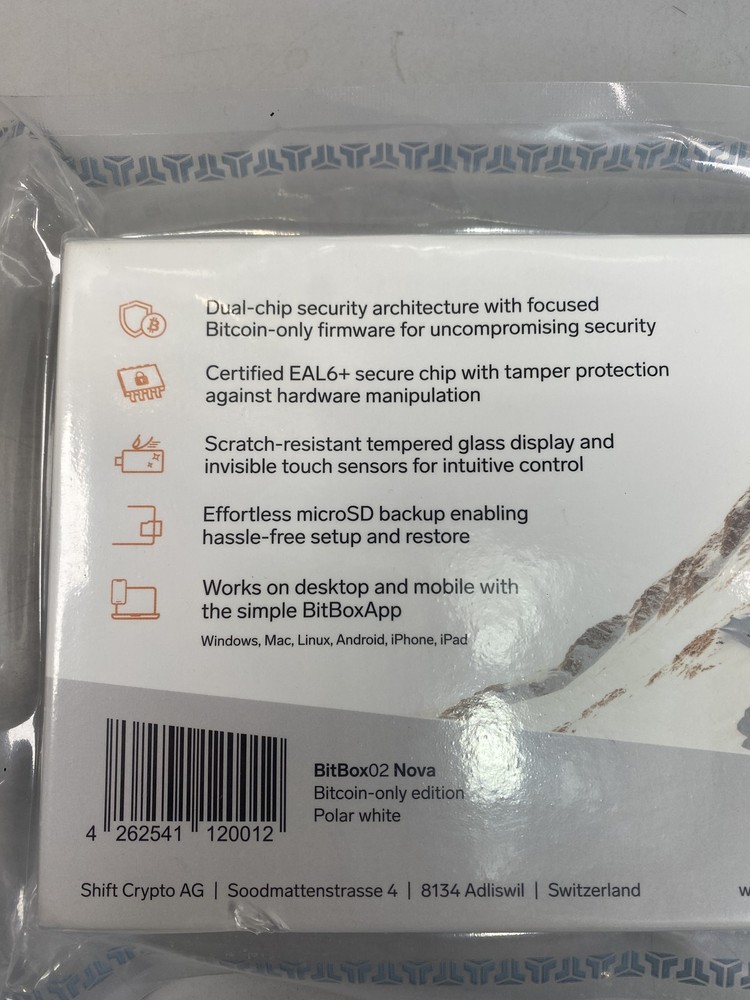 Dual-chip security architecture with focused
Bitcoin-only firmware for uncompromising security
Certified EAL6+ secure chip with tamper protection
against hardware manipulation
Scratch-resistant tempered glass display and
invisible touch sensors for intuitive control
Effortless microSD backup enabling
hassle-free setup and restore
Works on desktop and mobile with
the simple BitBoxApp
Windows, Mac, Linux, Android, iPhone, iPad
BitBox02 Nova
Bitcoin-only edition
Polar white
4 262541 120012
Shift Crypto AG | Soodmattenstrasse 4 | 8134 Adliswil | Switzerland